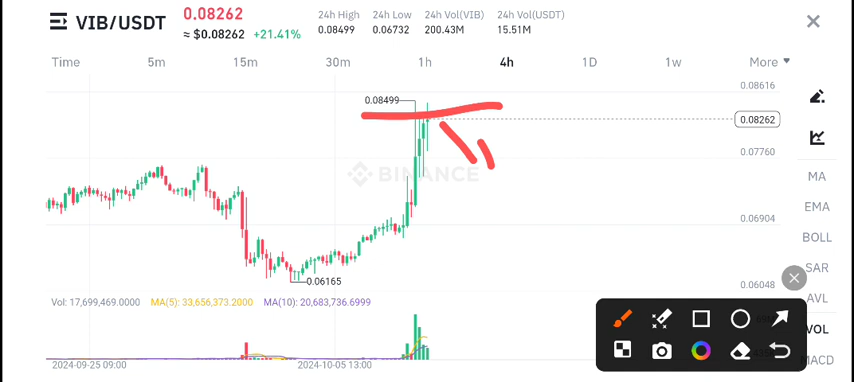 VIB/USDT
0.08262
≈ $0.08262 +21.41%
24h High 24h Low 24h Vol(VIB) 24h Vol(USDT)
0.08499 0.06732 200.43M 15.51M
Time 5m 15m 30m 1h 4h 1D 1w More
0.08616
0.08499
0.08262
0.07760
BINANCE
MA
0.06904
EMA
BOLL
SAR
0.06165
0.06048
AVL
Vol: 17,699,469.0000 MA(5): 33,656,373.2000 MA(10): 20,683,736.6999
VOL
MACD
2024-09-25 09:00 2024-10-05 13:00